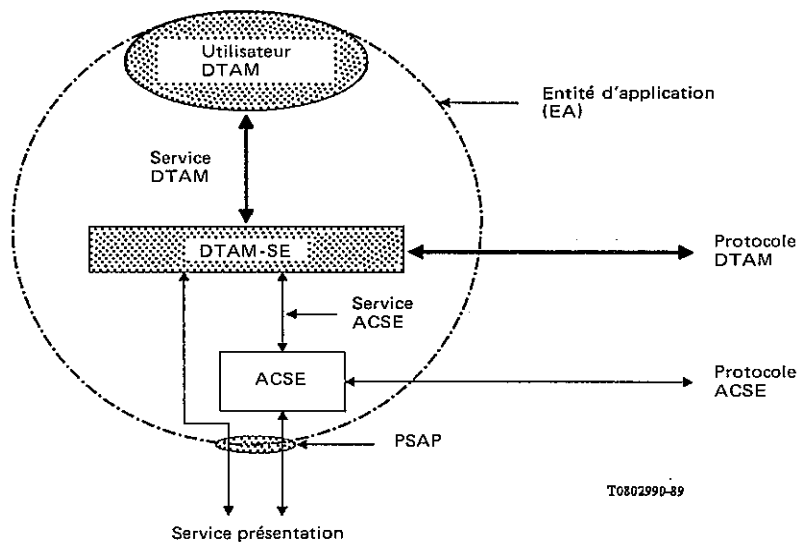 Utilisateur
DTAM
Entité d'application
(EA)
Service
DTAM
DTAM-SE
Protocole
DTAM
Service
ACSE
ACSE
Protocole
ACSE
PSAP
T0802990-89
Service présentation